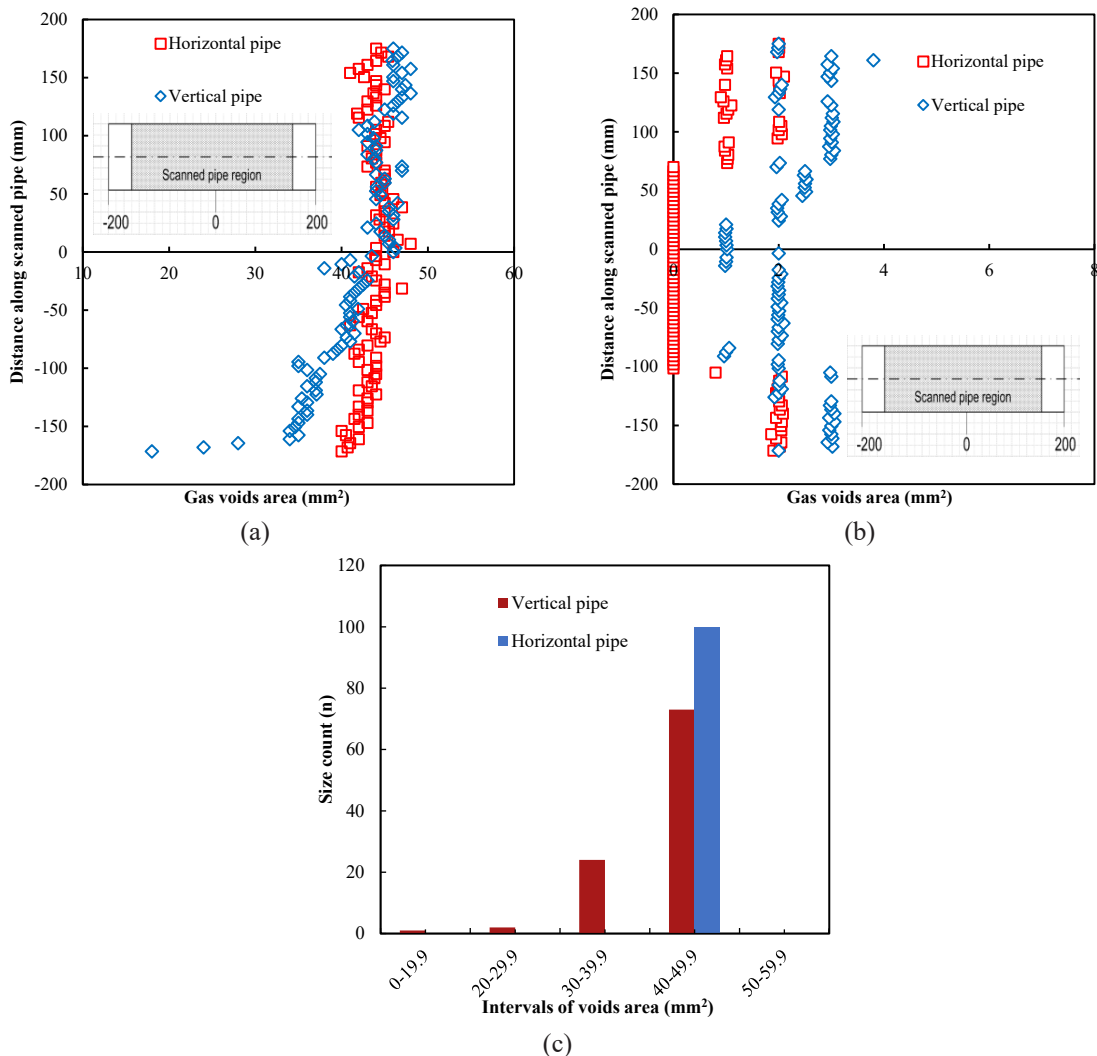 200
150
100
50
0
-50
-100
-150
-200
10
20
30
40
50
60
Distance along scanned pipe (mm)
Gas voids area (mm²)
Horizontal pipe
Vertical pipe
Scanned pipe region
-200
0
200
(a)
200
150
100
50
0
-50
-100
-150
-200
0
2
4
6
8
Distance along scanned pipe (mm)
Gas voids area (mm²)
Horizontal pipe
Vertical pipe
Scanned pipe region
-200
0
200
(b)
120
100
80
60
40
20
0
Size count (n)
Vertical pipe
Horizontal pipe
0-19.9
20-29.9
30-39.9
40-49.9
50-59.9
Intervals of voids area (mm²)
(c)